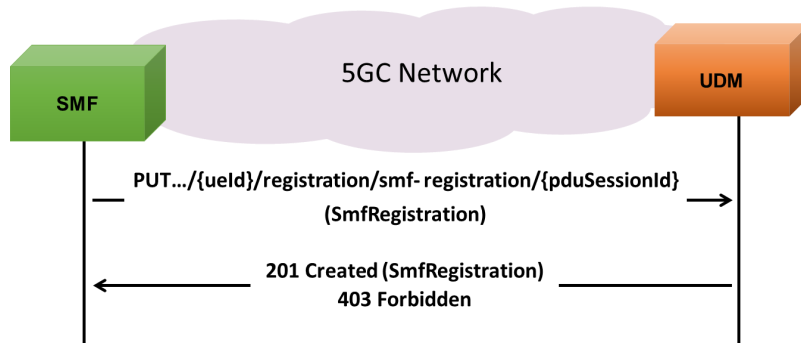 5GC Network
SMF
UDM
PUT.../{ueId}/registration/smf-registration/{pduSessionId}
(SmfRegistration)
201 Created (SmfRegistration)
403 Forbidden